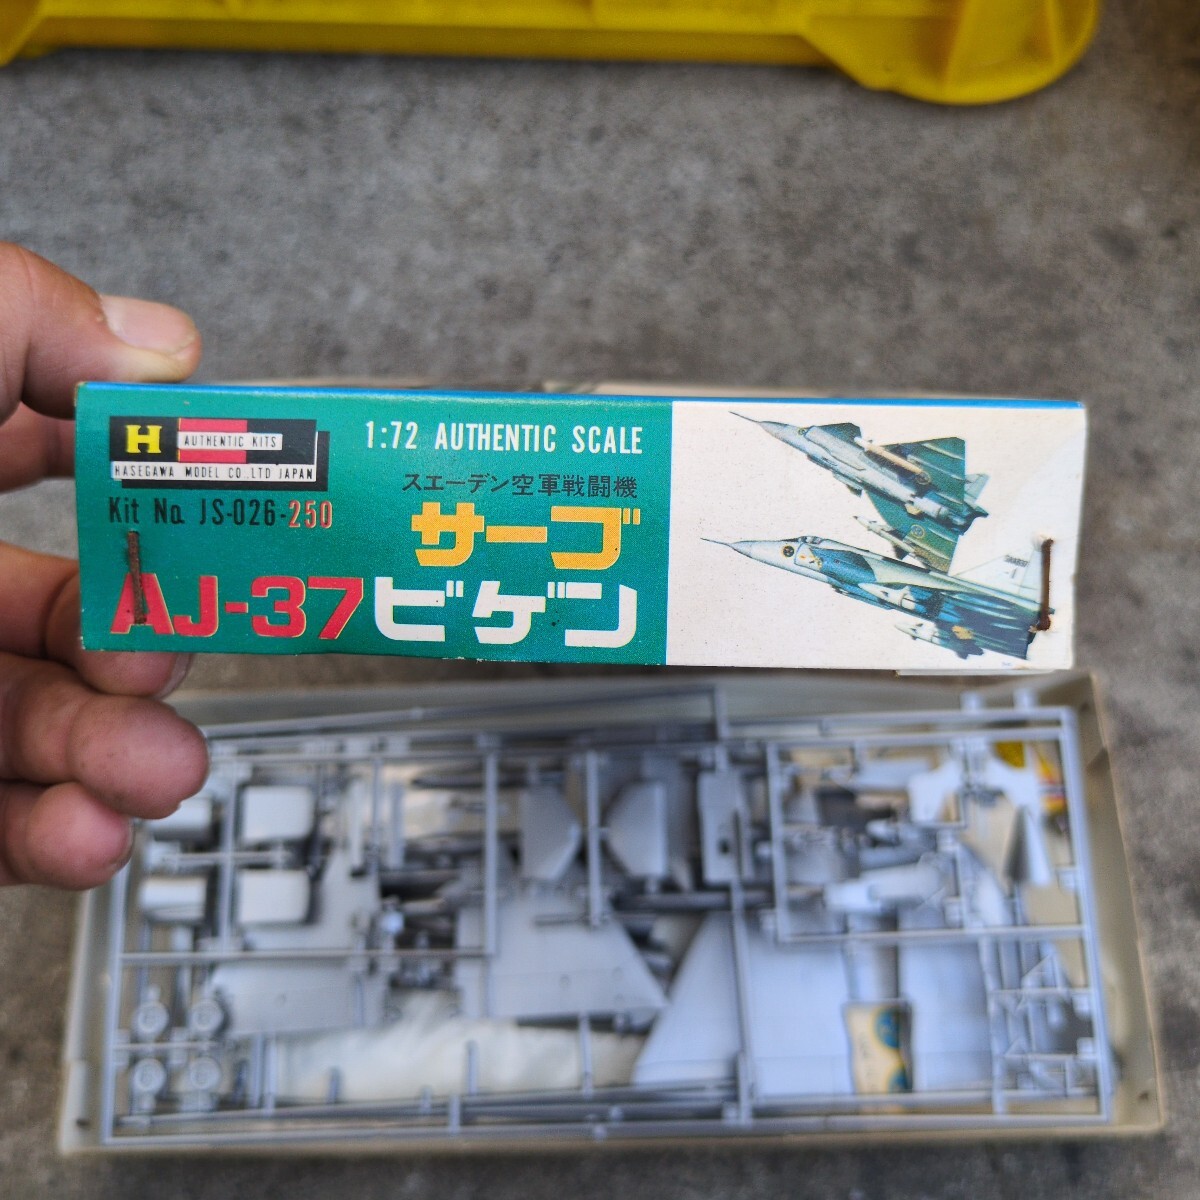 H AUTHENTIC KITS
HASEGAWA MODEL CO.,LTD JAPAN
Kit No. JS-026-250
1:72 AUTHENTIC SCALE
スエーデン空軍戦闘機
サーブ
AJ-37ビゲン